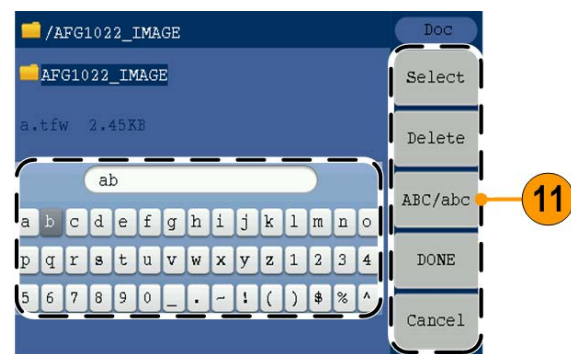 /AFG1022_IMAGE
Doc
AFG1022_IMAGE
a.tfw 2.45KB
ab
a b c d e f g h i j k l m n o
p q r s t u v w x y z 1 2 3 4
5 6 7 8 9 0 _ . ~ ! ( ) $ % ^
Select
Delete
ABC/abc
DONE
Cancel
11